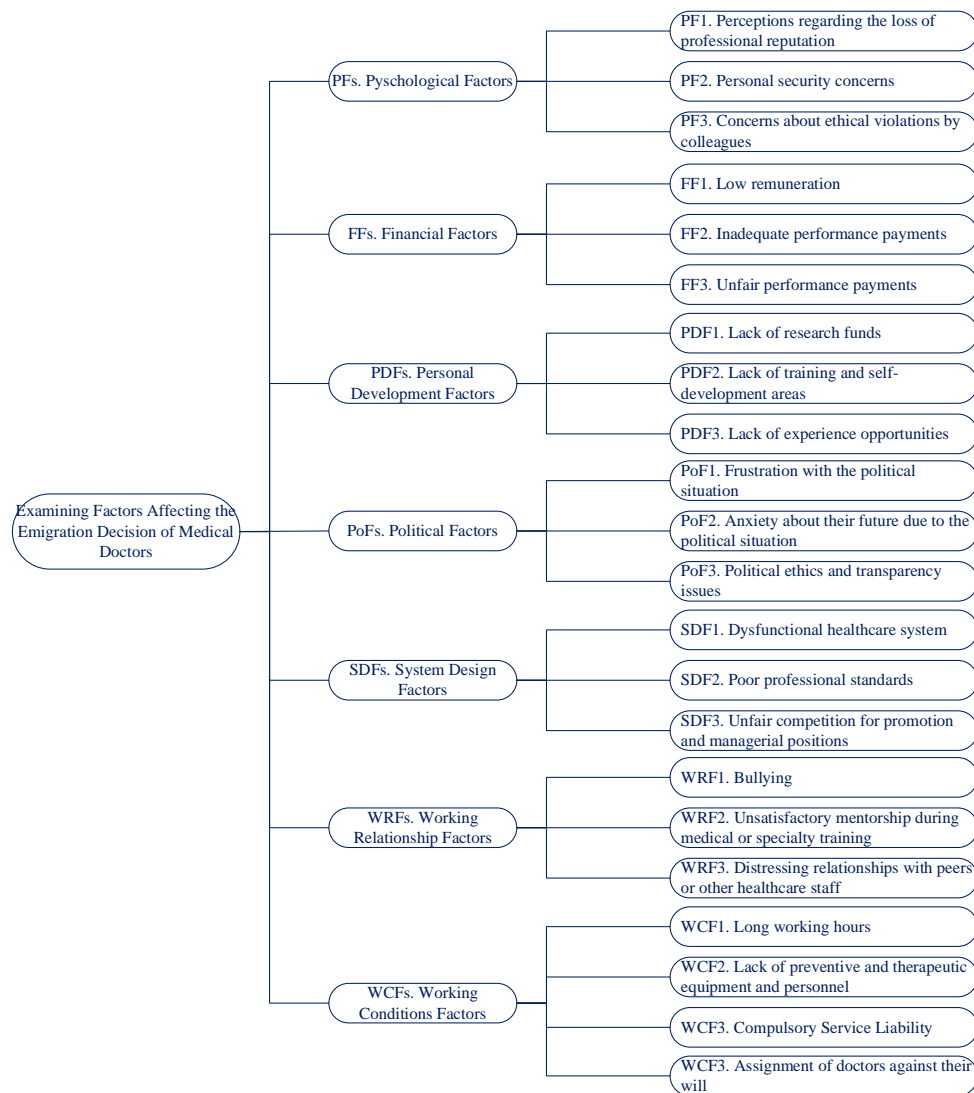 Examining Factors Affecting the
Emigration Decision of Medical
Doctors
PFs. Pyschological Factors
PF1. Perceptions regarding the loss of
professional reputation
PF2. Personal security concerns
PF3. Concerns about ethical violations by
colleagues
FFs. Financial Factors
FF1. Low remuneration
FF2. Inadequate performance payments
FF3. Unfair performance payments
PDFs. Personal
Development Factors
PDF1. Lack of research funds
PDF2. Lack of training and self-
development areas
PDF3. Lack of experience opportunities
PoFs. Political Factors
PoF1. Frustration with the political
situation
PoF2. Anxiety about their future due to the
political situation
PoF3. Political ethics and transparency
issues
SDFs. System Design
Factors
SDF1. Dysfunctional healthcare system
SDF2. Poor professional standards
SDF3. Unfair competition for promotion
and managerial positions
WRFs. Working
Relationship Factors
WRF1. Bullying
WRF2. Unsatisfactory mentorship during
medical or specialty training
WRF3. Distressing relationships with peers
or other healthcare staff
WCFs. Working
Conditions Factors
WCF1. Long working hours
WCF2. Lack of preventive and therapeutic
equipment and personnel
WCF3. Compulsory Service Liability
WCF3. Assignment of doctors against their
will